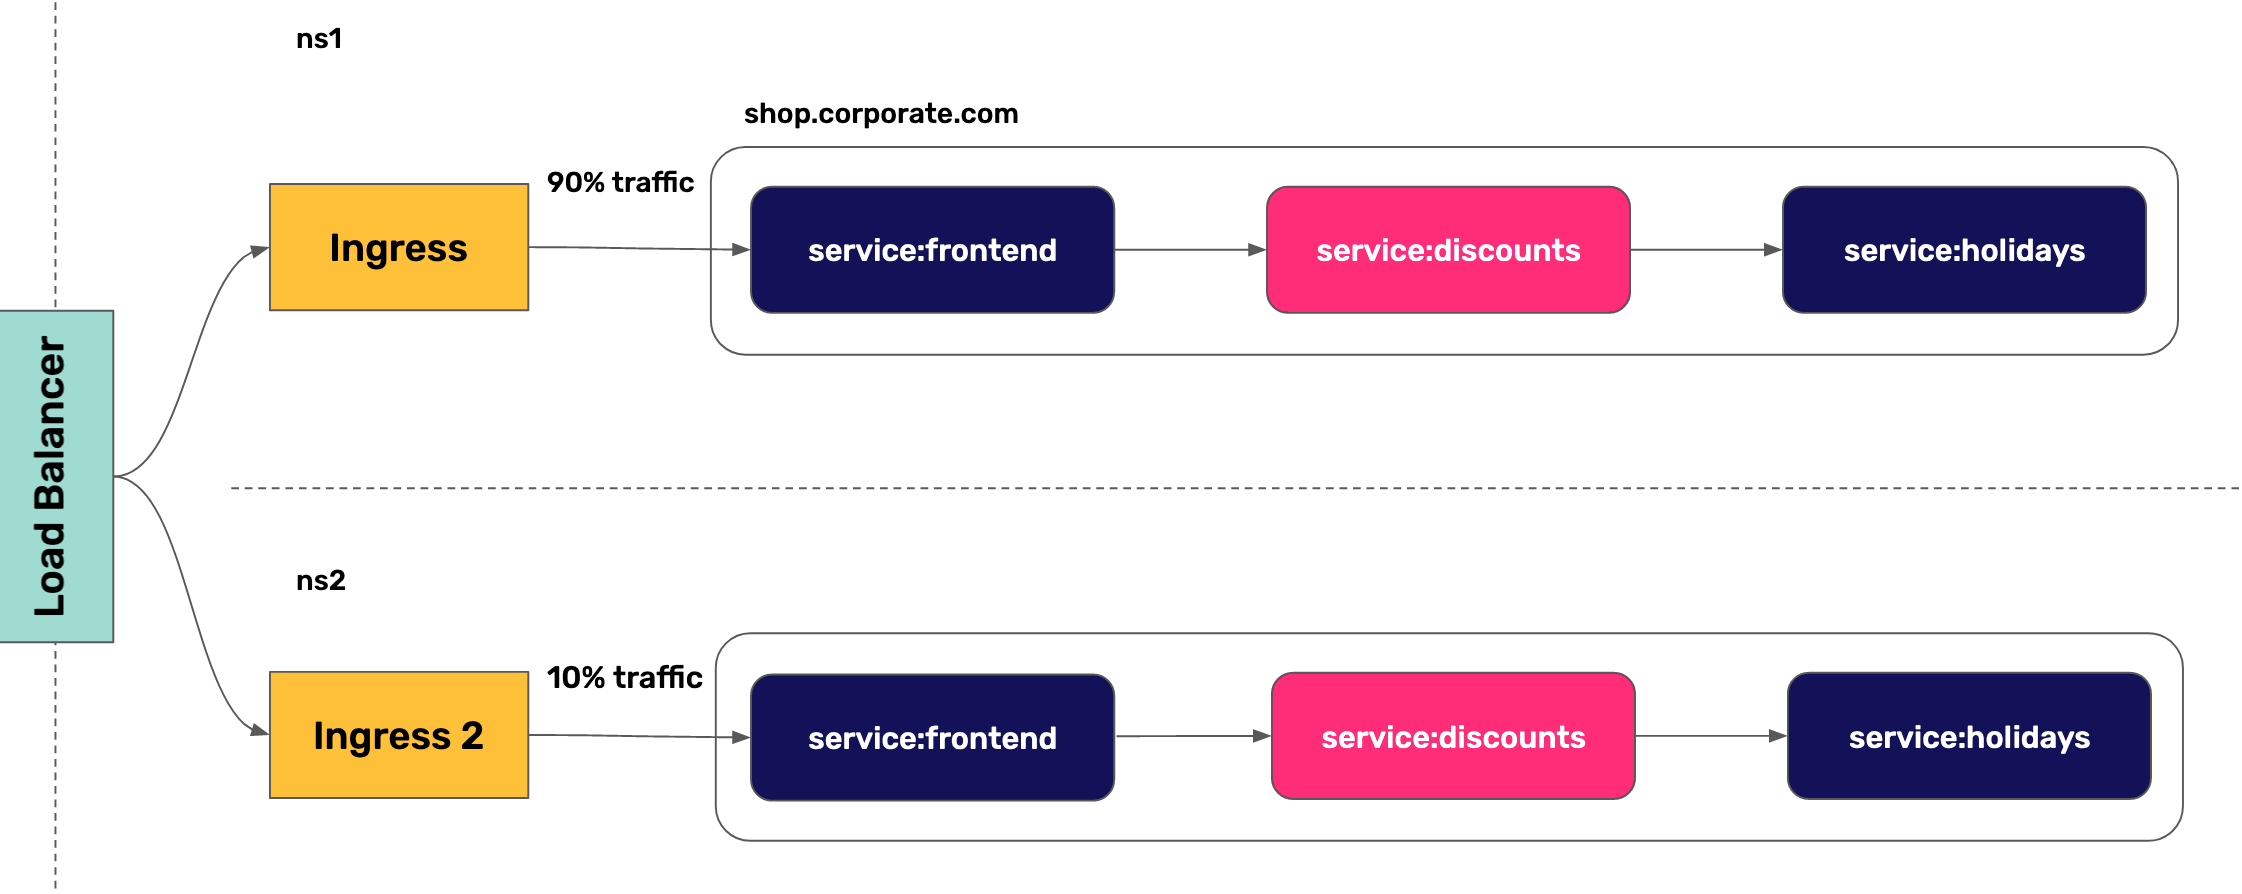 ns1
shop.corporate.com
90% traffic
Ingress
service:frontend
service:discounts
service:holidays
Load Balancer
ns2
10% traffic
Ingress 2
service:frontend
service:discounts
service:holidays